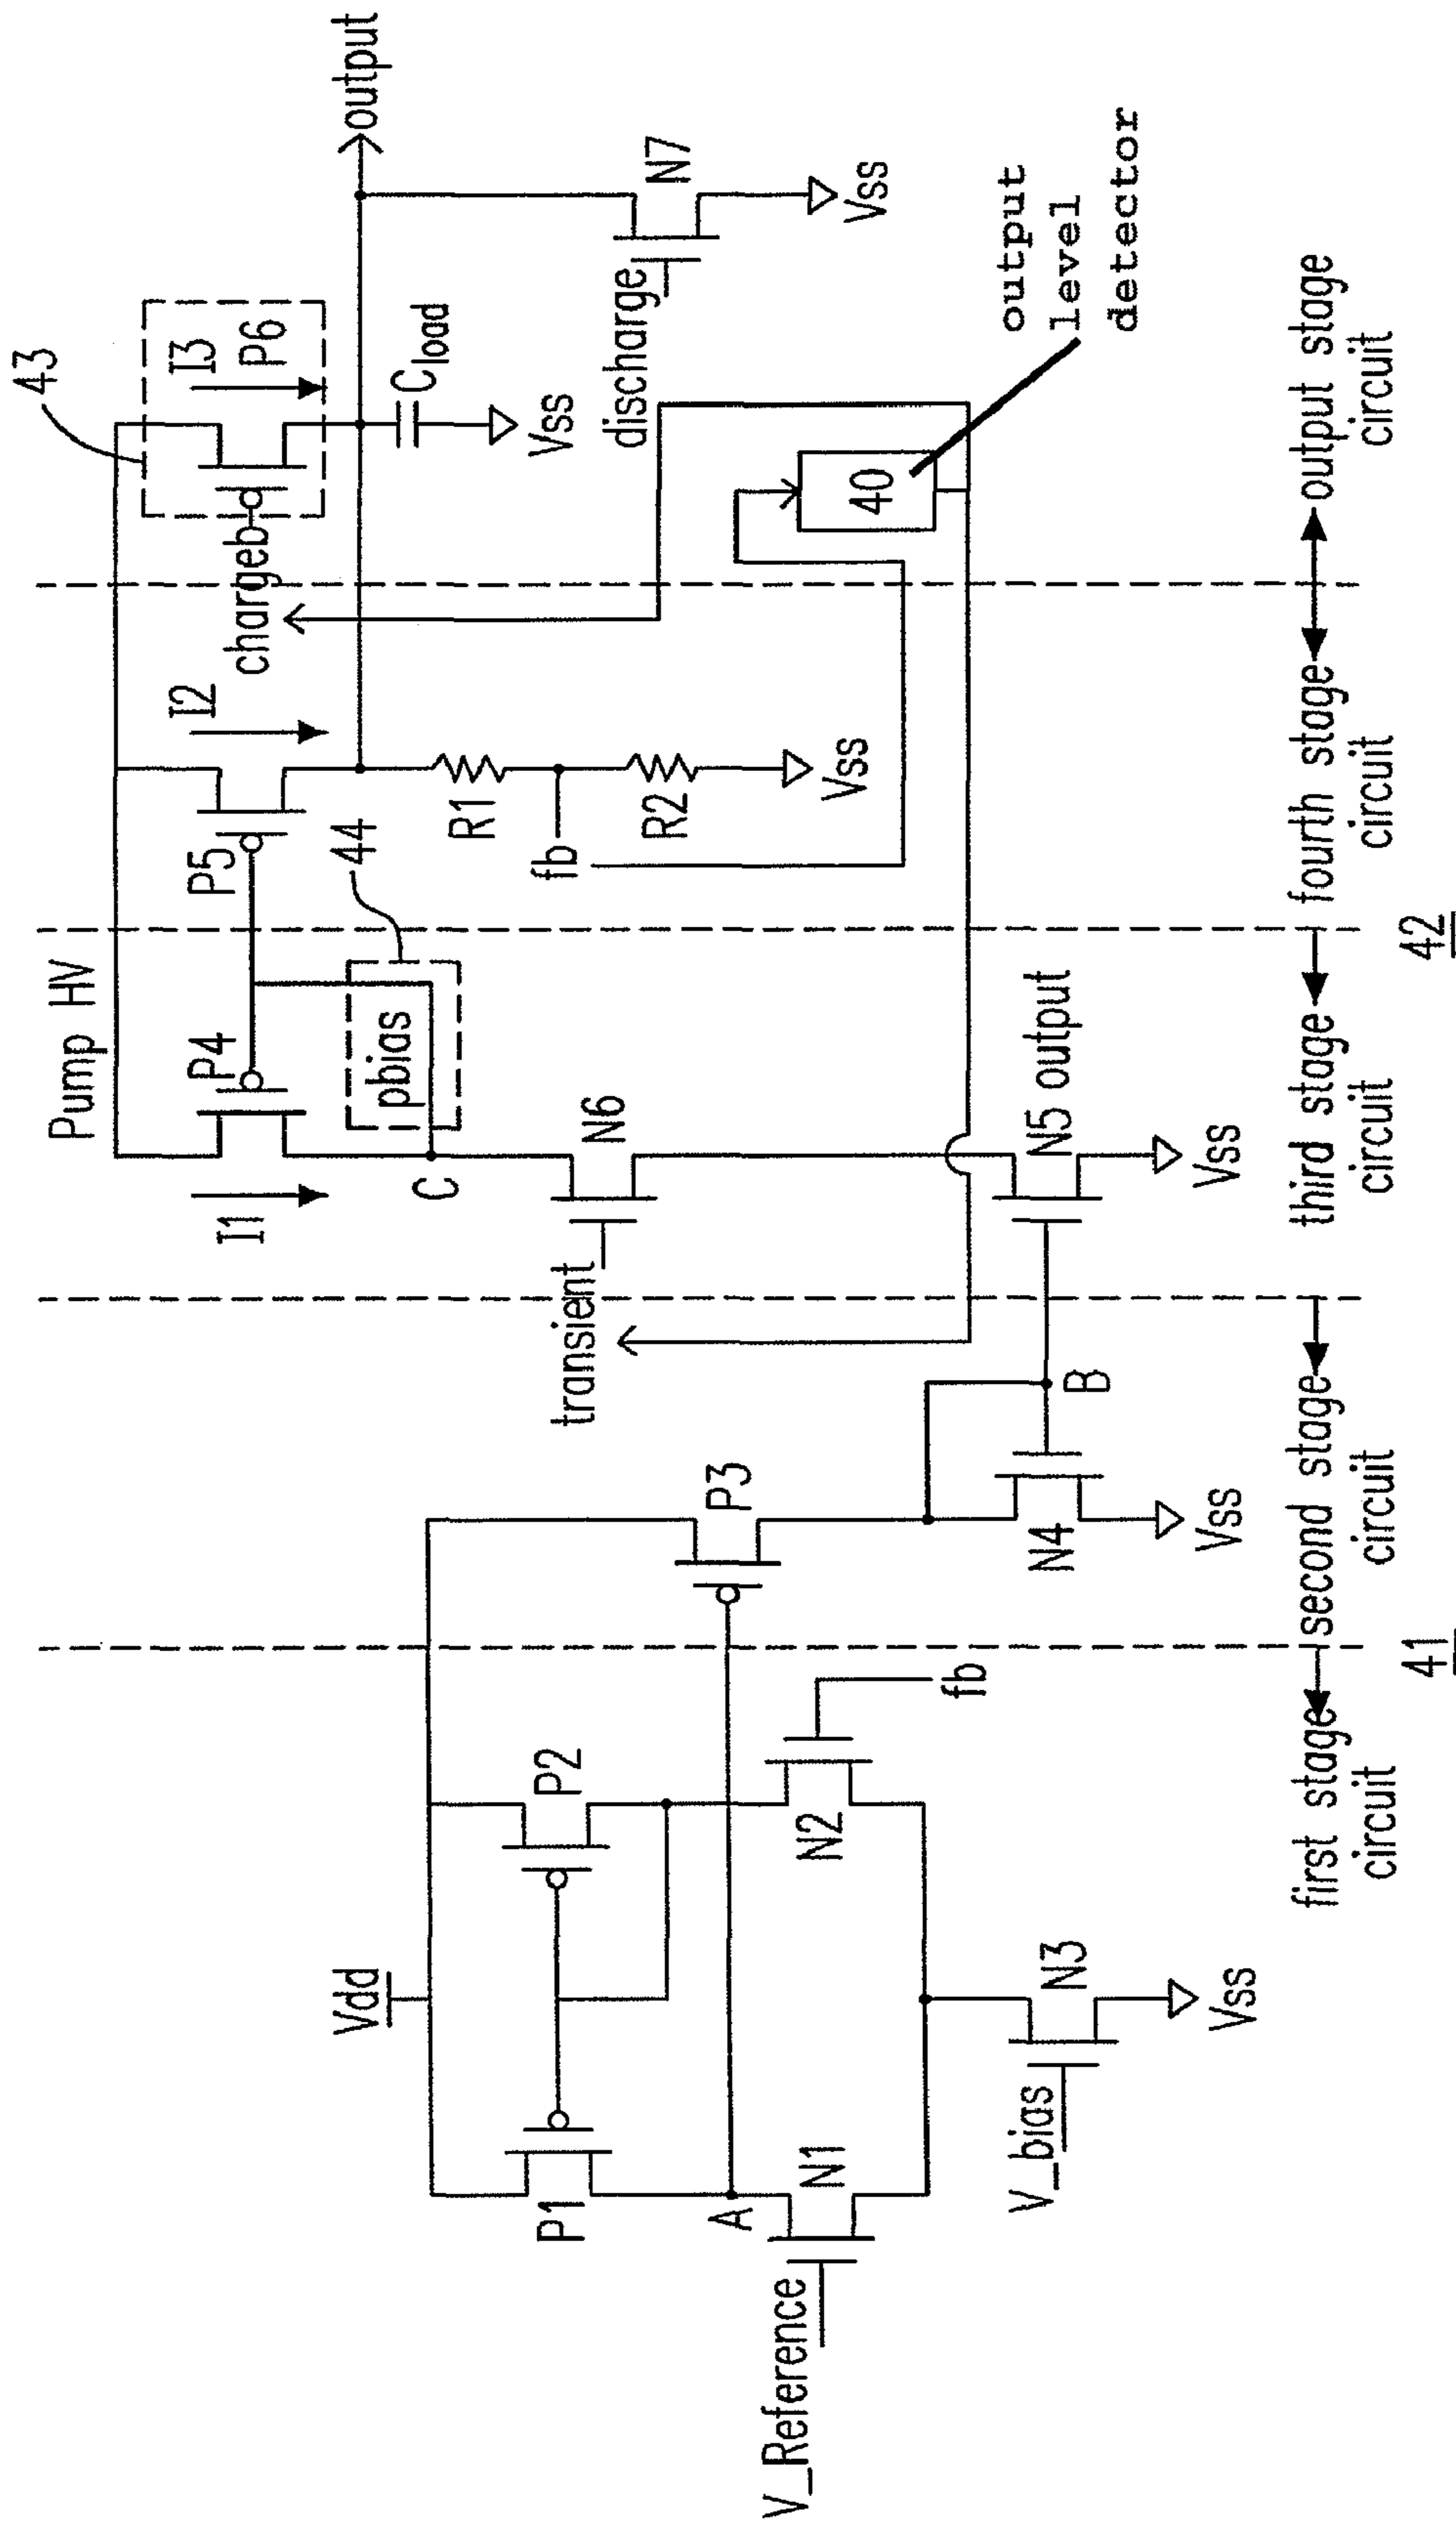 Vdd
P1
P2
A
N1
V_Reference
N2
fb
V_bias
N3
Vss
first stage
circuit
41
P3
B
N4
Vss
second stage
circuit
Pump HV
I1
P4
C
pbias
44
transient
N6
N5 output
Vss
third stage
circuit
42
P5
I2
R1
fb
R2
Vss
fourth stage
circuit
43
I3
P6
chargeb
output
Cload
Vss
discharge
N7
Vss
40
output
level
detector
output stage
circuit